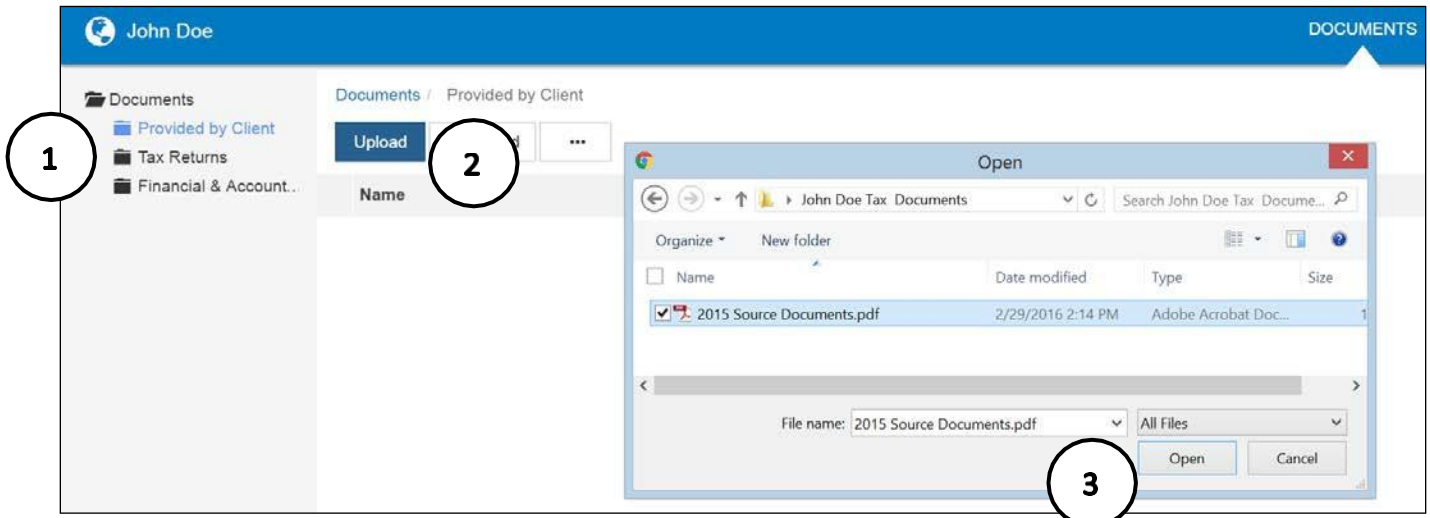 John Doe
DOCUMENTS
Documents
Provided by Client
Tax Returns
Financial & Account..
1
Documents / Provided by Client
Upload
2
...
Name
Open
John Doe Tax Documents
Search John Doe Tax Docume...
Organize
New folder
Name Date modified Type Size
2015 Source Documents.pdf 2/29/2016 2:14 PM Adobe Acrobat Doc... 1
File name: 2015 Source Documents.pdf All Files
Open Cancel
3